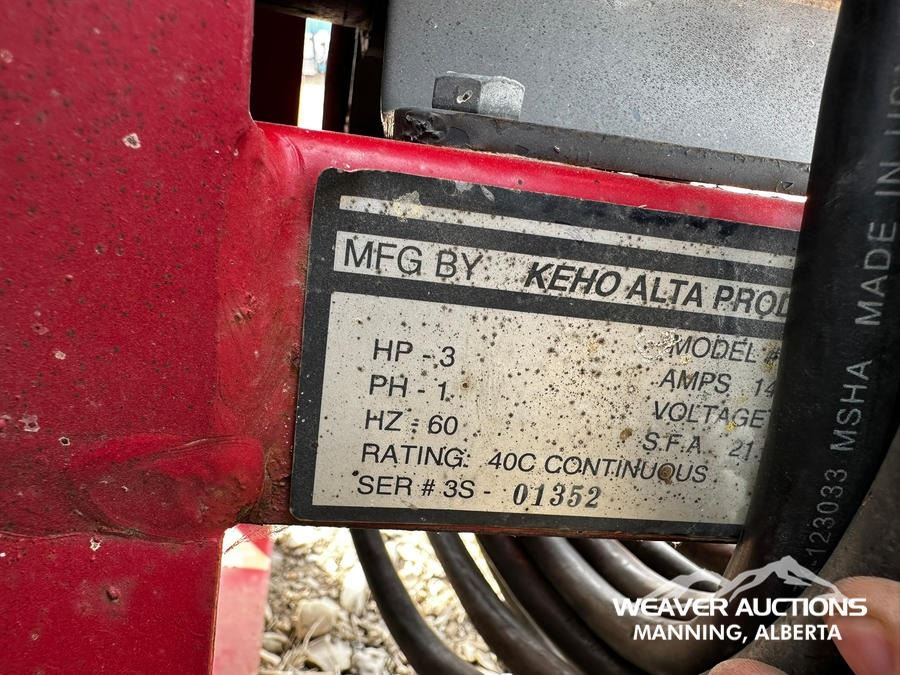 MFG BY KEHO ALTA PROD
HP - 3 MODEL #
PH - 1 AMPS 14
HZ - 60 VOLTAGE
RATING: 40C CONTINUOUS S.F.A. 21
SER # 3S - 01352
123033 MSHA MADE IN
WEAVER AUCTIONS
MANNING, ALBERTA